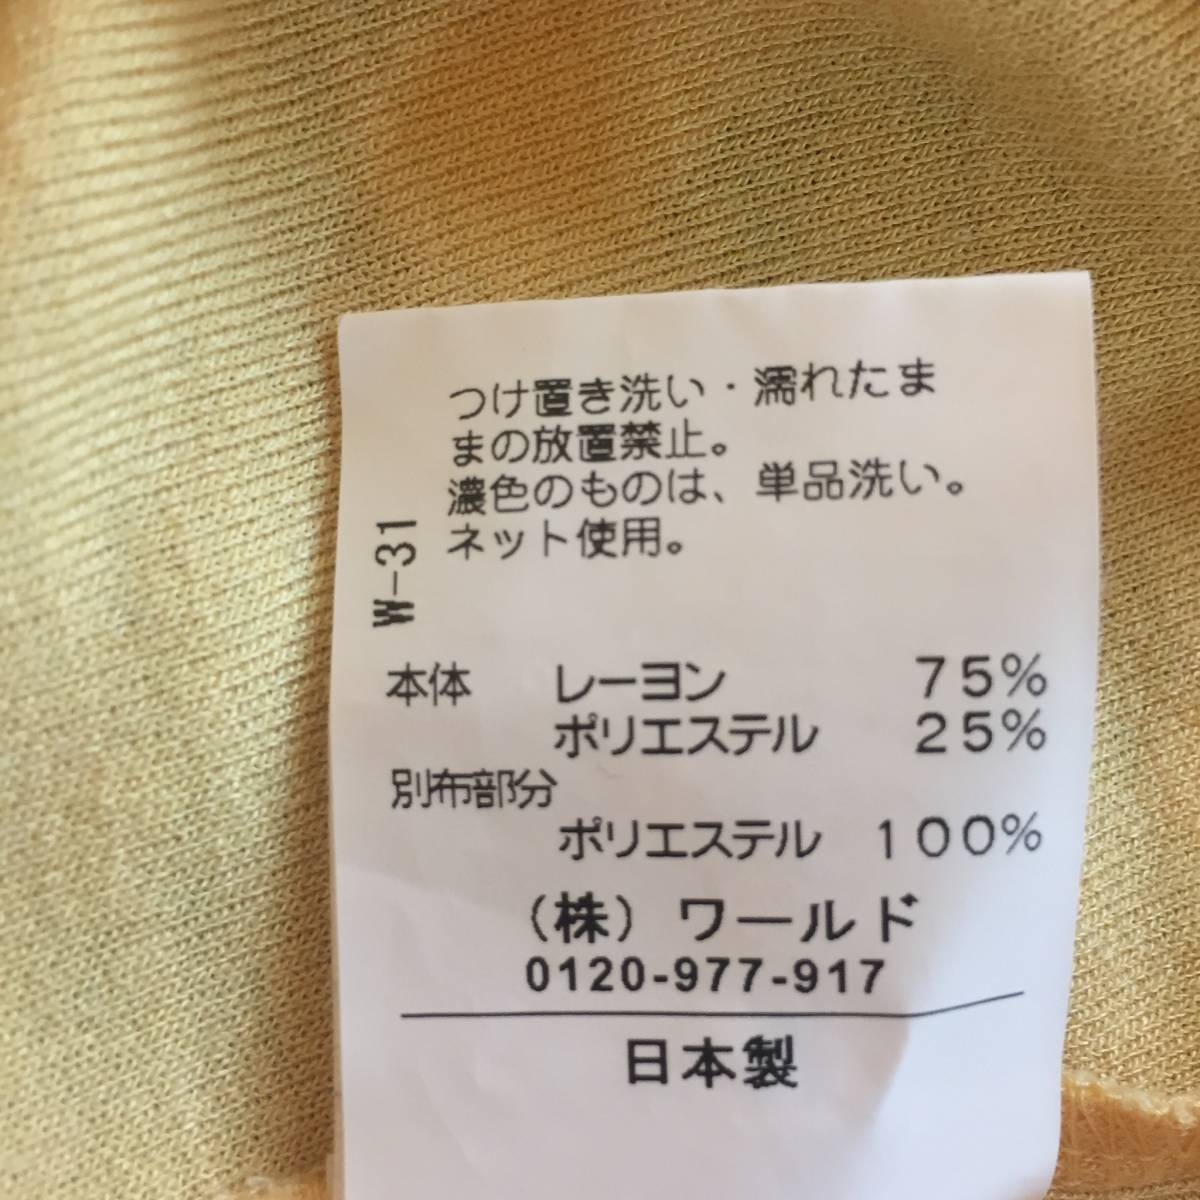 つけ置き洗い・濡れたま
まの放置禁止。
濃色のものは、単品洗い。
ネット使用。
W-31
本体 レーヨン 75%
ポリエステル 25%
別布部分
ポリエステル 100%
(株) ワールド
0120-977-917
日本製